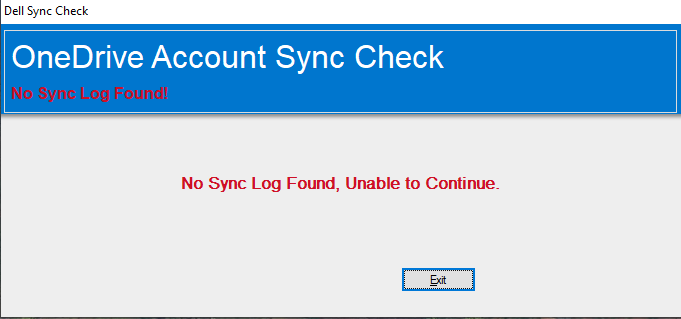 Dell Sync Check
OneDrive Account Sync Check
No Sync Log Found!
No Sync Log Found, Unable to Continue.
Exit